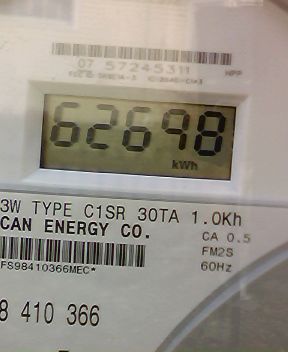 07 57245311 NPP
62698
kWh
3W TYPE C1SR 30TA 1.0Kh
CAN ENERGY CO. CA 0.5
FM2S
FS98410366MEC* 60Hz
8 410 366